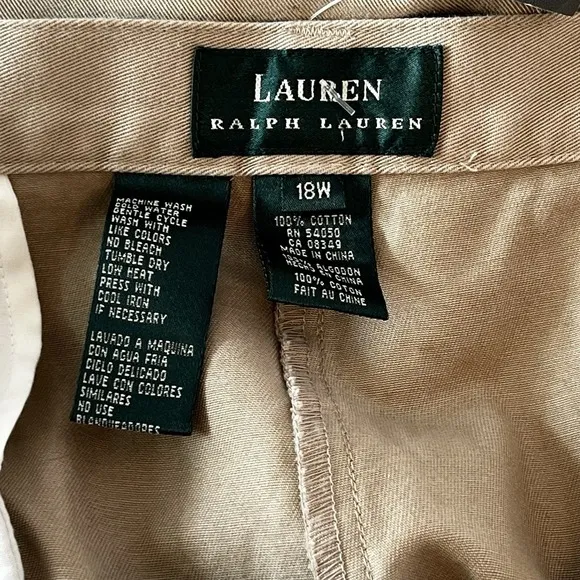 LAUREN
RALPH LAUREN
MACHINE WASH
COLD WATER
GENTLE CYCLE
WASH WITH
LIKE COLORS
NO BLEACH
TUMBLE DRY
LOW HEAT
PRESS WITH
COOL IRON
IF NECESSARY
LAVADO A MAQUINA
CON AGUA FRIA
CICLO DELICADO
LAVE CON COLORES
SIMILARES
NO USE
BLANQUEADORES
18W
100% COTTON
RN 54050
CA 08349
MADE IN CHINA
100% ALGODON
HECHO EN CHINA
100% COTON
FAIT AU CHINE